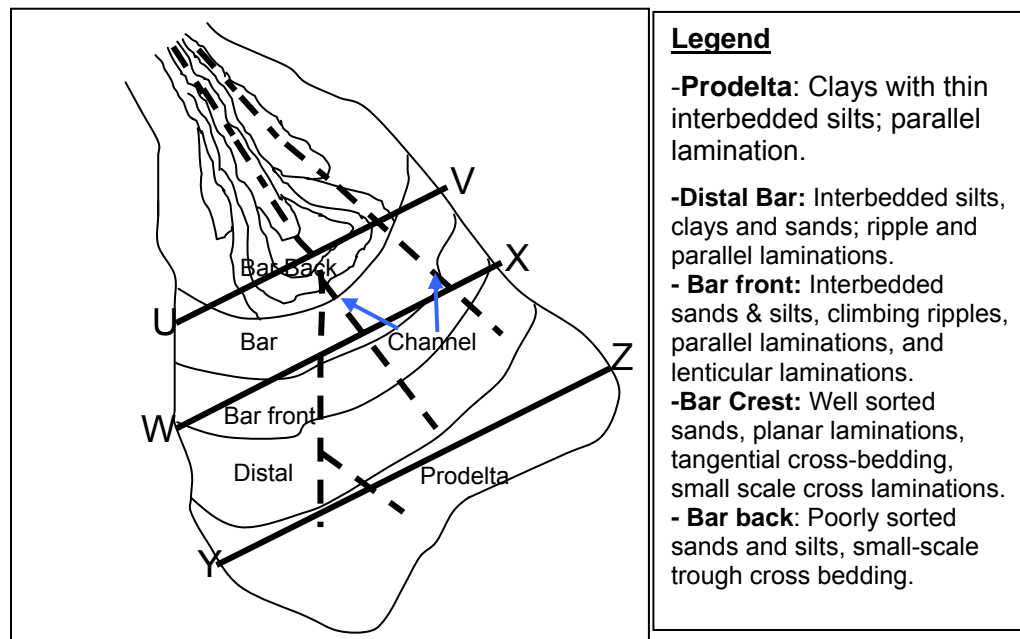 V
Bar Back
X
U
Bar
Channel
Z
W
Bar front
Distal
Prodelta
Y
Legend
-Prodelta: Clays with thin
interbedded silts; parallel
lamination.
-Distal Bar: Interbedded silts,
clays and sands; ripple and
parallel laminations.
- Bar front: Interbedded
sands & silts, climbing ripples,
parallel laminations, and
lenticular laminations.
-Bar Crest: Well sorted
sands, planar laminations,
tangential cross-bedding,
small scale cross laminations.
- Bar back: Poorly sorted
sands and silts, small-scale
trough cross bedding.